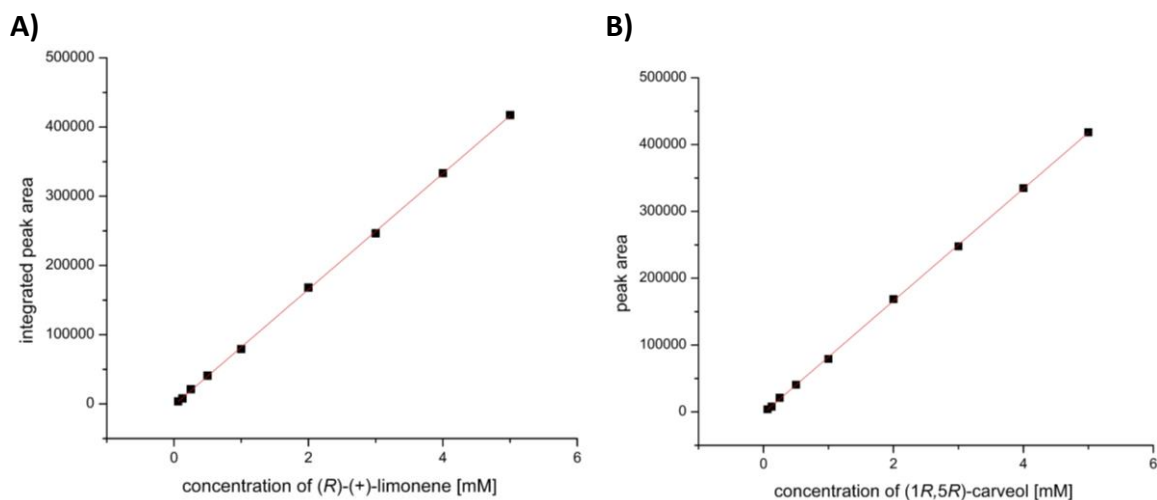 A)
500000
400000
300000
200000
100000
0
integrated peak area
0 2 4 6
concentration of (R)-(+)-limonene [mM]
B)
500000
400000
300000
200000
100000
0
peak area
0 2 4 6
concentration of (1R,5R)-carveol [mM]